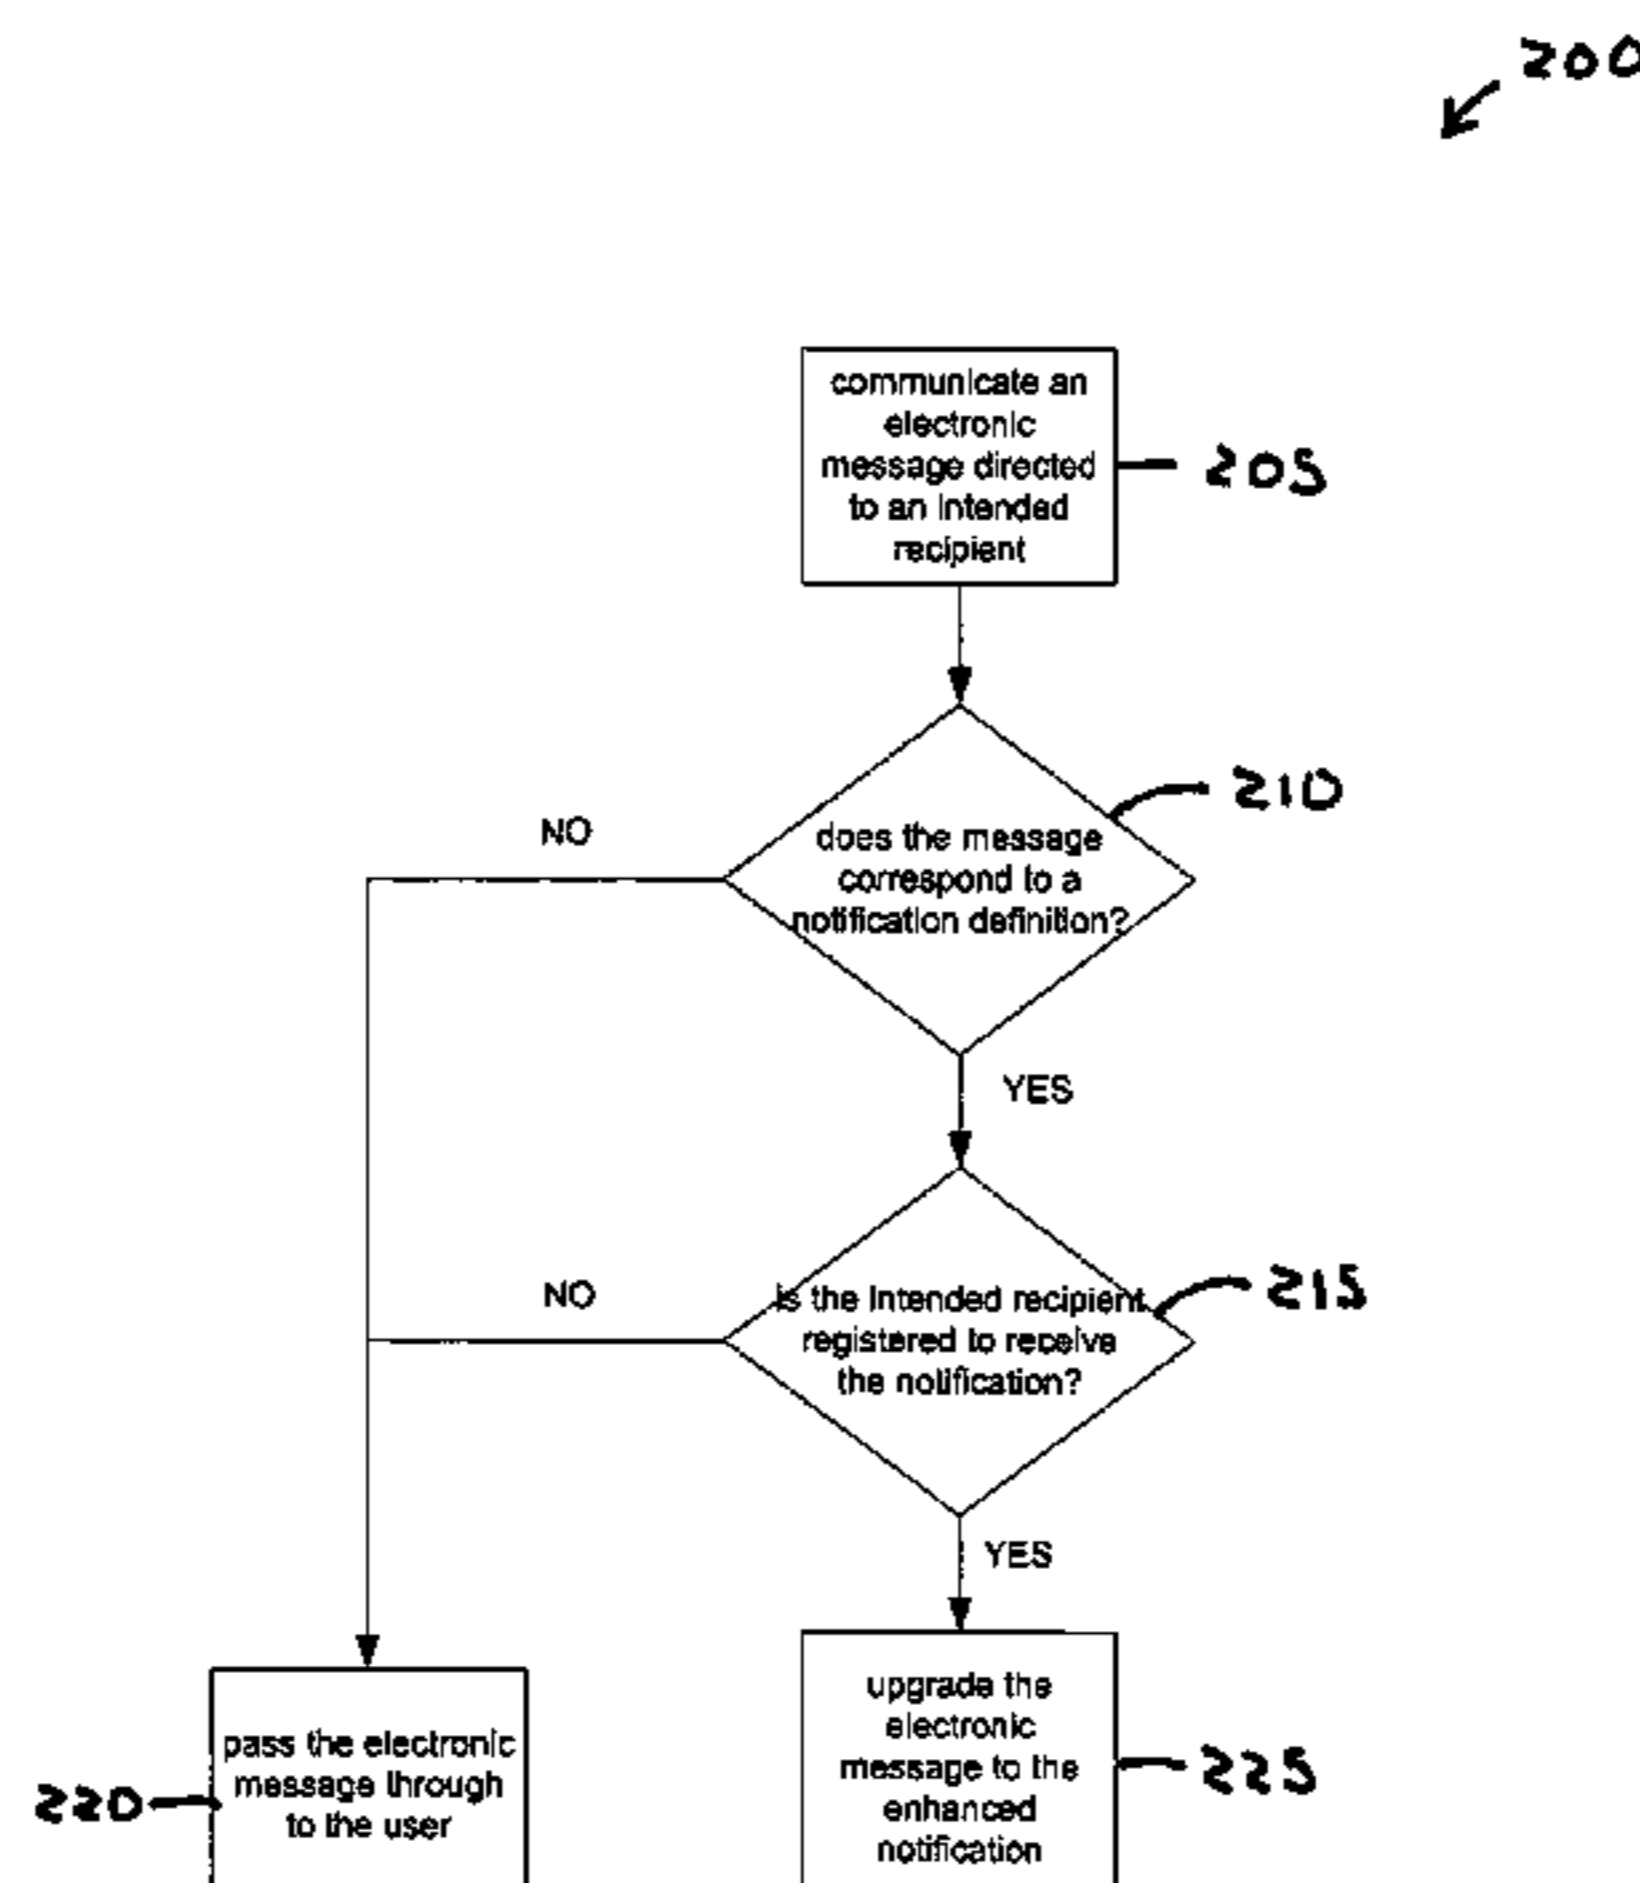 200
communicate an
electronic
message directed
to an intended
recipient
205
210
NO
does the message
correspond to a
notification definition?
YES
215
NO
is the intended recipient
registered to receive
the notification?
YES
upgrade the
electronic
message to the
enhanced
notification
225
pass the electronic
message through
to the user
220